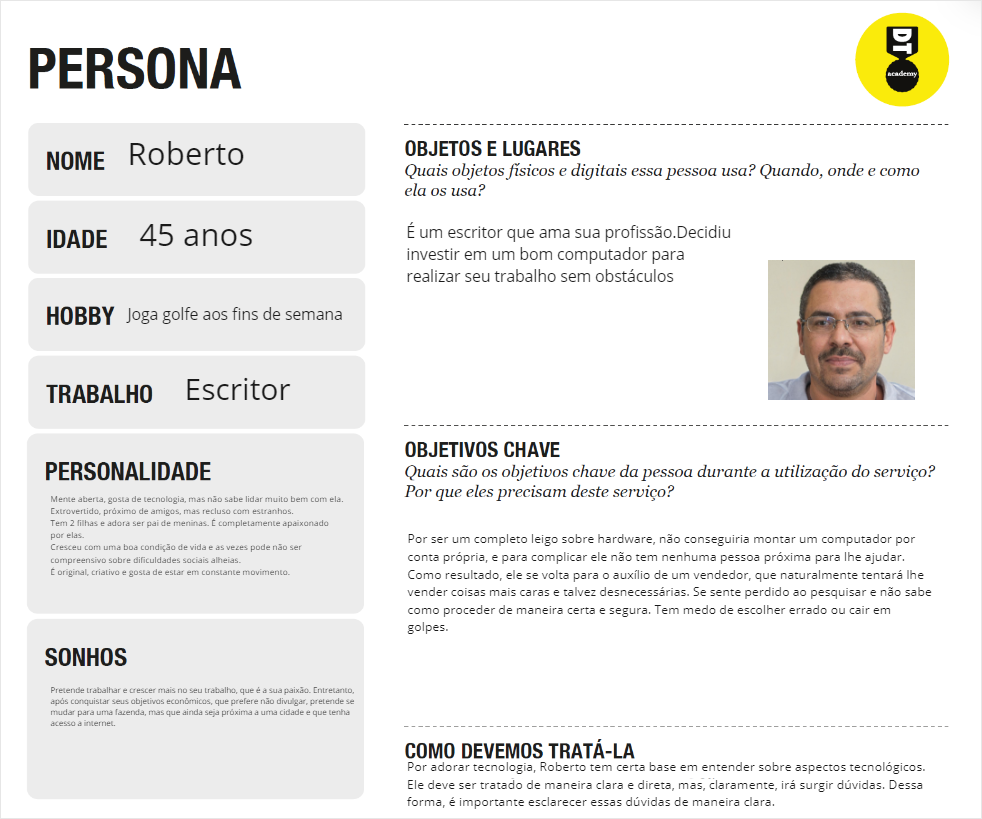 PERSONA
DT
academy
NOME Roberto
IDADE 45 anos
HOBBY Joga golfe aos fins de semana
TRABALHO Escritor
PERSONALIDADE
Mente aberta, gosta de tecnologia, mas não sabe lidar muito bem com ela.
Extrovertido, próximo de amigos, mas recluso com estranhos.
Tem 2 filhas e adora ser pai de meninas. É completamente apaixonado
por elas.
Cresceu com uma boa condição de vida e as vezes pode não ser
compreensivo sobre dificuldades sociais alheias.
É original, criativo e gosta de estar em constante movimento.
SONHOS
Pretende trabalhar e crescer mais no seu trabalho, que é a sua paixão. Entretanto,
após conquistar seus objetivos econômicos, que prefere não divulgar, pretende se
mudar para uma fazenda, mas que ainda seja próxima a uma cidade e que tenha
acesso a internet.
OBJETOS E LUGARES
Quais objetos físicos e digitais essa pessoa usa? Quando, onde e como
ela os usa?
É um escritor que ama sua profissão.Decidiu
investir em um bom computador para
realizar seu trabalho sem obstáculos
OBJETIVOS CHAVE
Quais são os objetivos chave da pessoa durante a utilização do serviço?
Por que eles precisam deste serviço?
Por ser um completo leigo sobre hardware, não conseguiria montar um computador por
conta própria, e para complicar ele não tem nenhuma pessoa próxima para lhe ajudar.
Como resultado, ele se volta para o auxílio de um vendedor, que naturalmente tentará lhe
vender coisas mais caras e talvez desnecessárias. Se sente perdido ao pesquisar e não sabe
como proceder de maneira certa e segura. Tem medo de escolher errado ou cair em
golpes.
COMO DEVEMOS TRATÁ-LA
Por adorar tecnologia, Roberto tem certa base em entender sobre aspectos tecnológicos.
Ele deve ser tratado de maneira clara e direta, mas, claramente, irá surgir dúvidas. Dessa
forma, é importante esclarecer essas dúvidas de maneira clara.